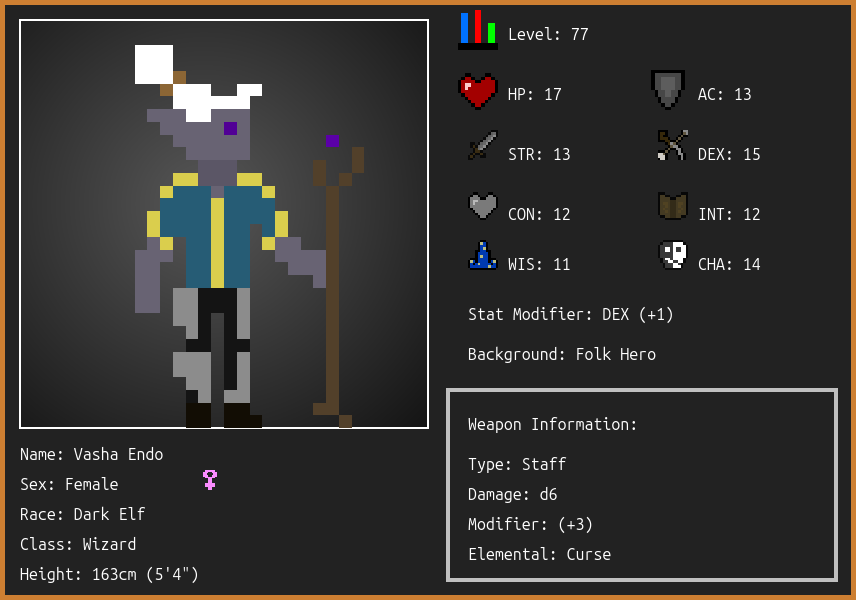 Level: 77
HP: 17
AC: 13
STR: 13
DEX: 15
CON: 12
INT: 12
WIS: 11
CHA: 14
Stat Modifier: DEX (+1)
Background: Folk Hero
Weapon Information:
Type: Staff
Damage: d6
Modifier: (+3)
Elemental: Curse
Name: Vasha Endo
Sex: Female
Race: Dark Elf
Class: Wizard
Height: 163cm (5'4")